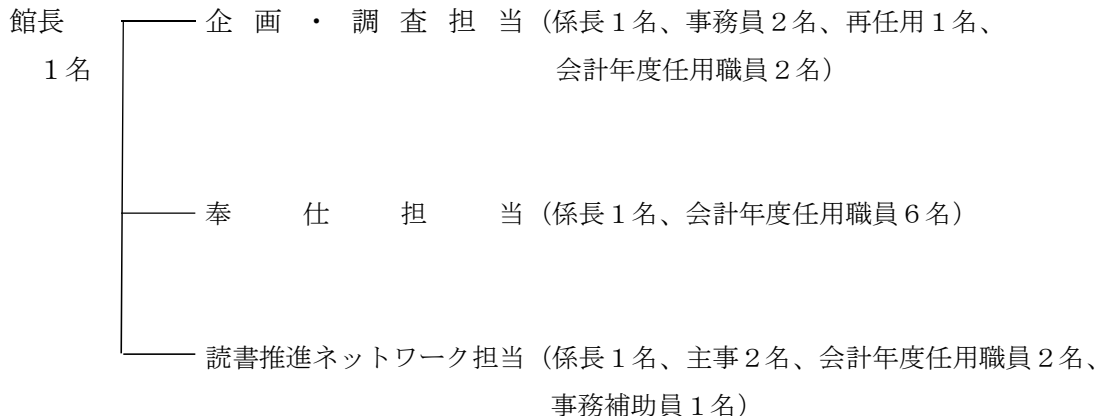 館長 企画・調査担当（係長１名、事務員２名、再任用１名、
１名 会計年度任用職員２名）
奉仕担当（係長１名、会計年度任用職員６名）
読書推進ネットワーク担当（係長１名、主事２名、会計年度任用職員２名、
事務補助員１名）